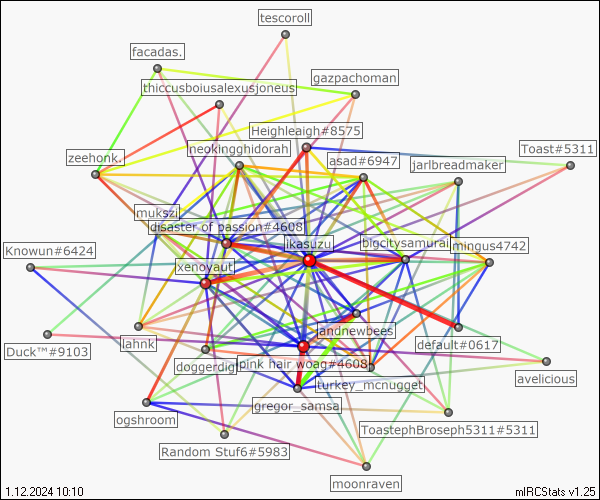 tescoroll
facadas.
gazpachoman
thiccusboiusalexusjoneus
Heighleaigh#8575
neokingghidorah
Toast#5311
zeehonk.
asad#6947
jarlbreadmaker
mukszi
disaster of passion#4608
ikasuzu
bigcitysamurai
mingus4742
Knowun#6424
xenoyaut
andnewbees
lahnk
default#0617
Duck™#9103
doggerdigi
pink hair woag#4608
avelicious
turkey_mcnugget
gregor_samsa
ogshroom
ToastephBroseph5311#5311
Random Stuf6#5983
moonraven
1.12.2024 10:10
mIRCStats v1.25